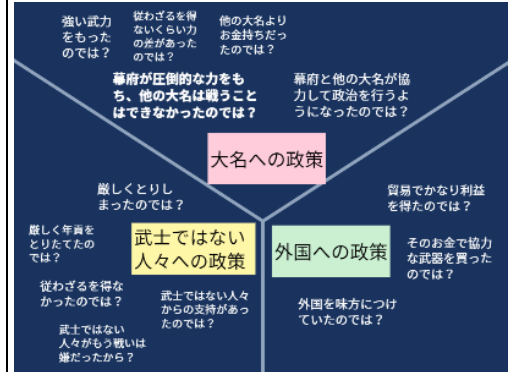 強い武力
をもった
のでは？
従わざるを得
ないくらい力
の差があった
のでは？
他の大名より
お金持ちだっ
たのでは？
幕府が圧倒的な力をも
ち、他の大名は戦うこと
はできなかったのでは？
幕府と他の大名が協
力して政治を行うよ
うになったのでは？
大名への政策
厳しくとりし
まったのでは？
厳しく年貢を
とりたてたの
では？
武士ではない
人々への政策
従わざるを得な
かったのでは？
武士ではない人々
からの支持があっ
たのでは？
武士ではない
人々がもう戦いは
嫌だったから？
貿易でかなり利益
を得たのでは？
外国への政策
そのお金で協力
な武器を買った
のでは？
外国を味方につけ
ていたのでは？